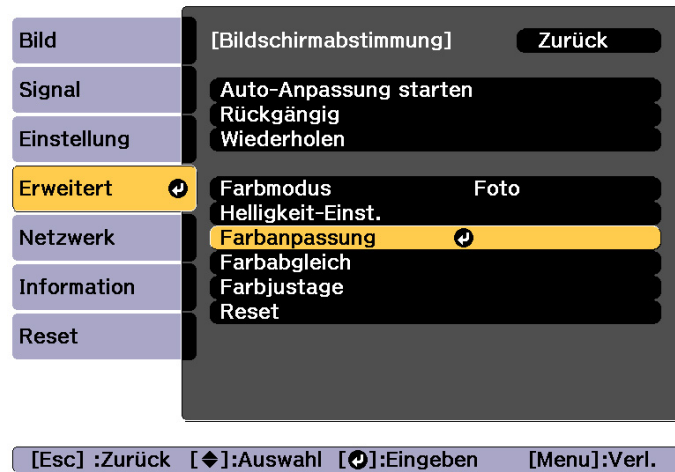 Bild
Signal
Einstellung
Erweitert
Netzwerk
Information
Reset
[Bildschirmabstimmung] Zurück
Auto-Anpassung starten
Rückgängig
Wiederholen
Farbmodus Foto
Helligkeit-Einst.
Farbanpassung
Farbabgleich
Farbjustage
Reset
[Esc] :Zurück [◆]:Auswahl [↵]:Eingeben [Menu]:Verl.